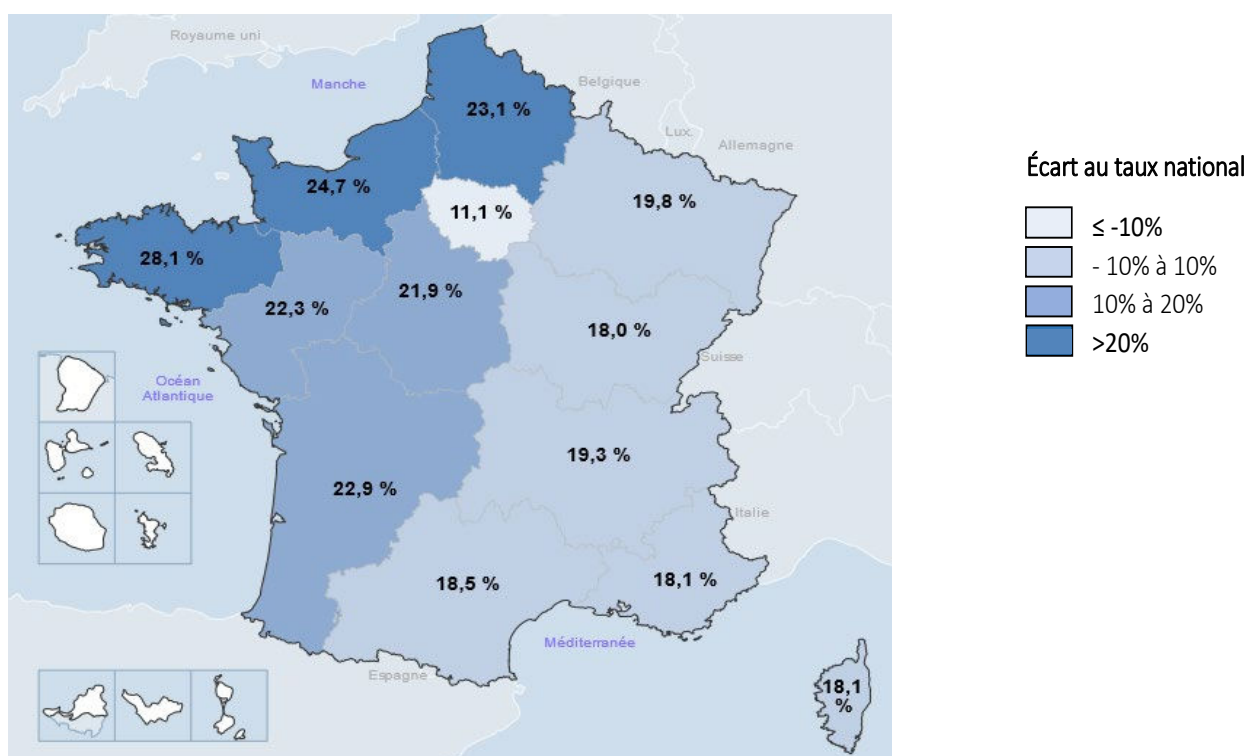 Royaume uni
Manche
Belgique
23,1 %
Lux.
Allemagne
24,7 %
11,1 %
19,8 %
28,1 %
22,3 %
21,9 %
18,0 %
Suisse
Océan
Atlantique
19,3 %
22,9 %
Italie
18,5 %
18,1 %
Méditerranée
Espagne
18,1
%
Écart au taux national
≤ -10%
- 10% à 10%
10% à 20%
>20%